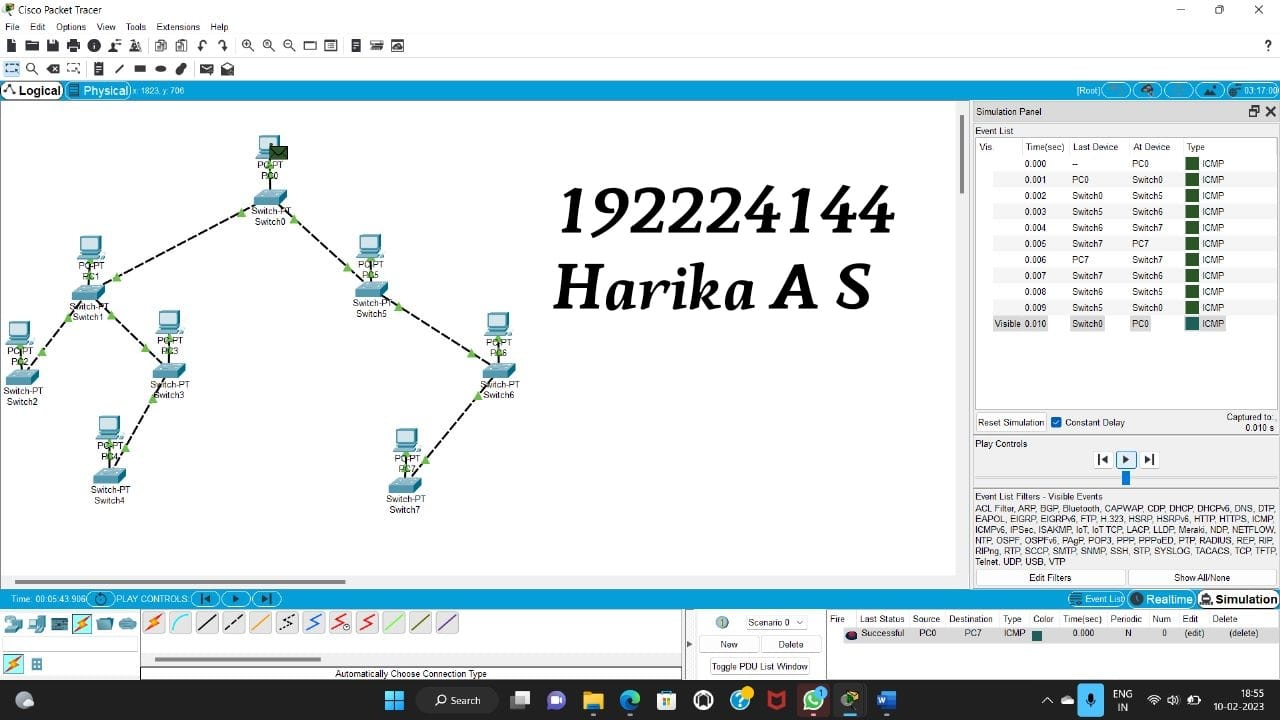 Cisco Packet Tracer
File Edit Options View Tools Extensions Help
?
Logical Physical x: 1823, y: 706 [Root] 03:17:00
PC-PT
PC0
Switch-PT
Switch0
PC-PT
PC1
Switch-PT
Switch1
PC-PT
PC5
Switch-PT
Switch5
PC-PT
PC2
Switch-PT
Switch2
PC-PT
PC3
Switch-PT
Switch3
PC-PT
PC6
Switch-PT
Switch6
PC-PT
PC4
Switch-PT
Switch4
PC-PT
PC7
Switch-PT
Switch7
192224144
Harika A S
Simulation Panel
Event List
Vis. Time(sec) Last Device At Device Type
0.000 -- PC0 ICMP
0.001 PC0 Switch0 ICMP
0.002 Switch0 Switch5 ICMP
0.003 Switch5 Switch6 ICMP
0.004 Switch6 Switch7 ICMP
0.005 Switch7 PC7 ICMP
0.006 PC7 Switch7 ICMP
0.007 Switch7 Switch6 ICMP
0.008 Switch6 Switch5 ICMP
0.009 Switch5 Switch0 ICMP
Visible 0.010 Switch0 PC0 ICMP
Reset Simulation Constant Delay Captured to:
0.010 s
Play Controls
Event List Filters - Visible Events
ACL Filter, ARP, BGP, Bluetooth, CAPWAP, CDP, DHCP, DHCPv6, DNS, DTP,
EAPOL, EIGRP, EIGRPv6, FTP, H.323, HSRP, HSRPv6, HTTP, HTTPS, ICMP,
ICMPv6, IPSec, ISAKMP, IoT, IoT TCP, LACP, LLDP, Meraki, NDP, NETFLOW,
NTP, OSPF, OSPFv6, PAgP, POP3, PPP, PPPoED, PTP, RADIUS, REP, RIP,
RIPng, RTP, SCCP, SMTP, SNMP, SSH, STP, SYSLOG, TACACS, TCP, TFTP,
Telnet, UDP, USB, VTP
Edit Filters Show All/None
Time: 00:05:43.906 PLAY CONTROLS: Event List Realtime Simulation
Automatically Choose Connection Type
Scenario 0
New Delete
Toggle PDU List Window
Fire Last Status Source Destination Type Color Time(sec) Periodic Num Edit Delete
Successful PC0 PC7 ICMP 0.000 N 0 (edit) (delete)
Search
1
ENG
IN
18:55
10-02-2023